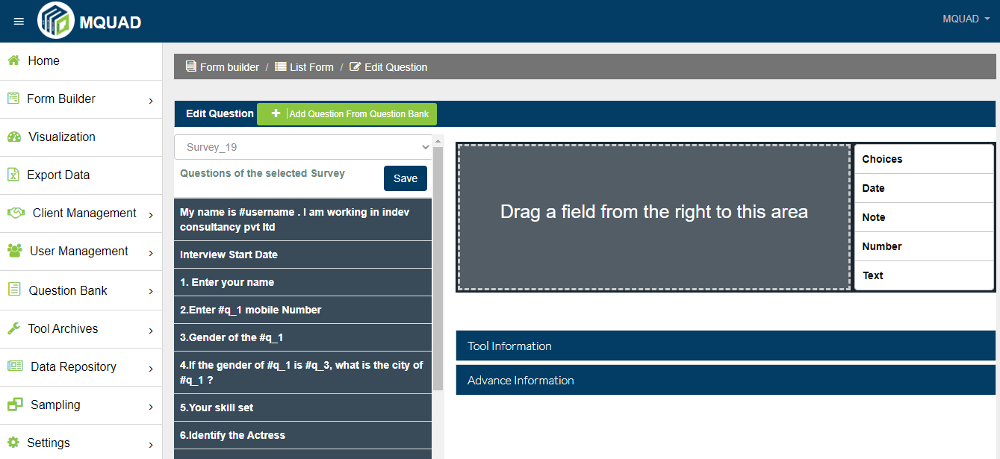 MQUAD
MQUAD
Home
Form Builder
Visualization
Export Data
Client Management
User Management
Question Bank
Tool Archives
Data Repository
Sampling
Settings
Form builder / List Form / Edit Question
Edit Question
Add Question From Question Bank
Survey_19
Questions of the selected Survey
Save
My name is #username . I am working in indev
consultancy pvt ltd
Interview Start Date
1. Enter your name
2.Enter #q_1 mobile Number
3.Gender of the #q_1
4.If the gender of #q_1 is #q_3, what is the city of
#q_1 ?
5.Your skill set
6.Identify the Actress
Drag a field from the right to this area
Choices
Date
Note
Number
Text
Tool Information
Advance Information